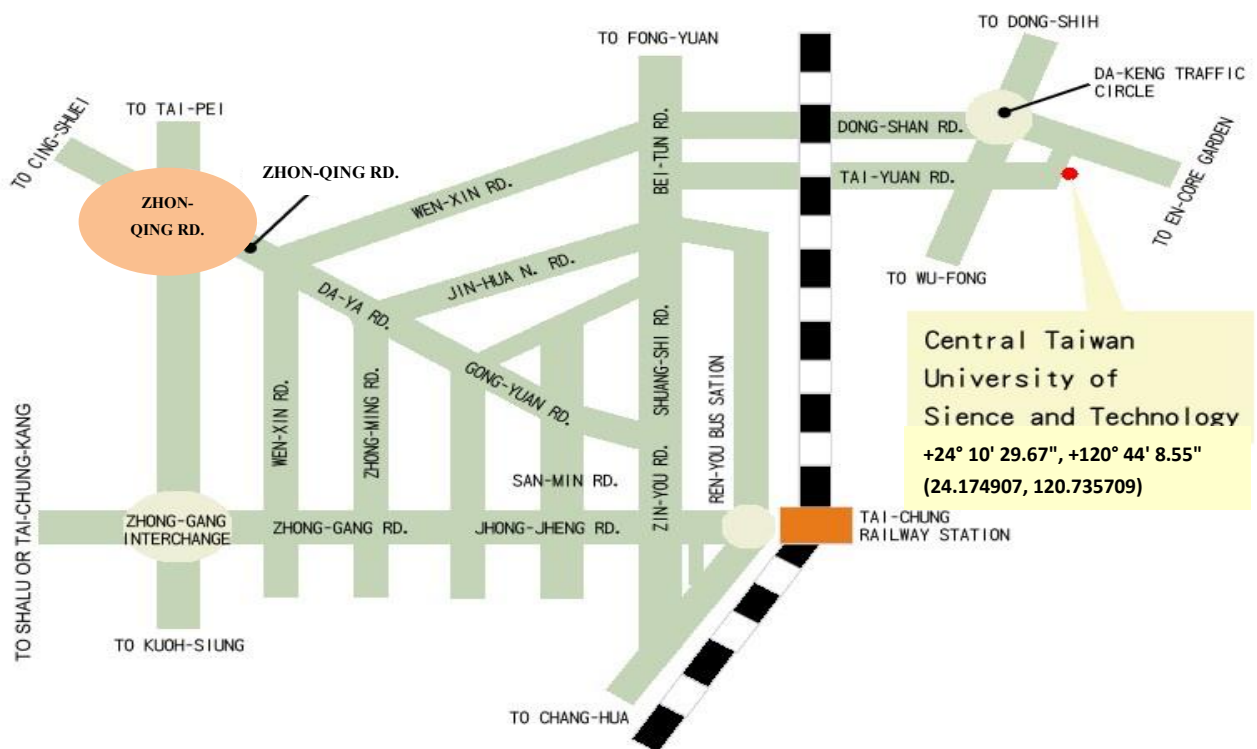 TO DONG-SHIH
TO FONG-YUAN
DA-KENG TRAFFIC
CIRCLE
TO TAI-PEI
TO CING-SHUEI
BEI-TUN RD.
DONG-SHAN RD.
ZHON-QING RD.
TAI-YUAN RD.
WEN-XIN RD.
ZHON-
QING RD.
TO EN-CORE GARDEN
JIN-HUA N. RD.
TO WU-FONG
DA-YA RD.
Central Taiwan
University of
Sience and Technology
+24° 10' 29.67", +120° 44' 8.55"
(24.174907, 120.735709)
SHUANG-SHI RD.
GONG-YUAN RD.
WEN-XIN RD.
ZHONG-MING RD.
REN-YOU BUS SATION
SAN-MIN RD.
ZIN-YOU RD.
TO SHALU OR TAI-CHUNG-KANG
ZHONG-GANG
INTERCHANGE
ZHONG-GANG RD.
JHONG-JHENG RD.
TAI-CHUNG
RAILWAY STATION
TO KUOH-SIUNG
TO CHANG-HUA